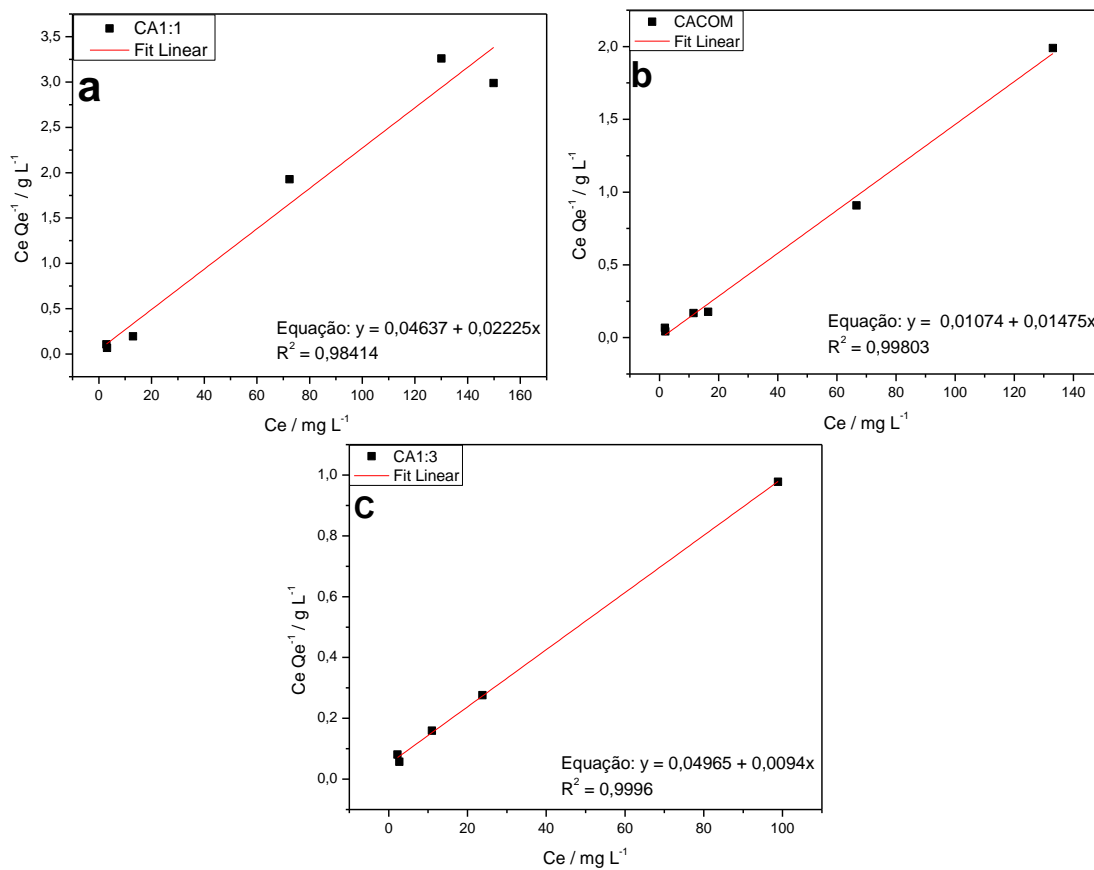 CA1:1
Fit Linear
a
3,5
3,0
2,5
2,0
1,5
1,0
0,5
0,0
Ce Qe⁻¹ / g L⁻¹
Equação: y = 0,04637 + 0,02225x
R² = 0,98414
0 20 40 60 80 100 120 140 160
Ce / mg L⁻¹
CACOM
Fit Linear
b
2,0
1,5
1,0
0,5
0,0
Ce Qe⁻¹ / g L⁻¹
Equação: y = 0,01074 + 0,01475x
R² = 0,99803
0 20 40 60 80 100 120 140
Ce / mg L⁻¹
CA1:3
Fit Linear
C
1,0
0,8
0,6
0,4
0,2
0,0
Ce Qe⁻¹ / g L⁻¹
Equação: y = 0,04965 + 0,0094x
R² = 0,9996
0 20 40 60 80 100
Ce / mg L⁻¹